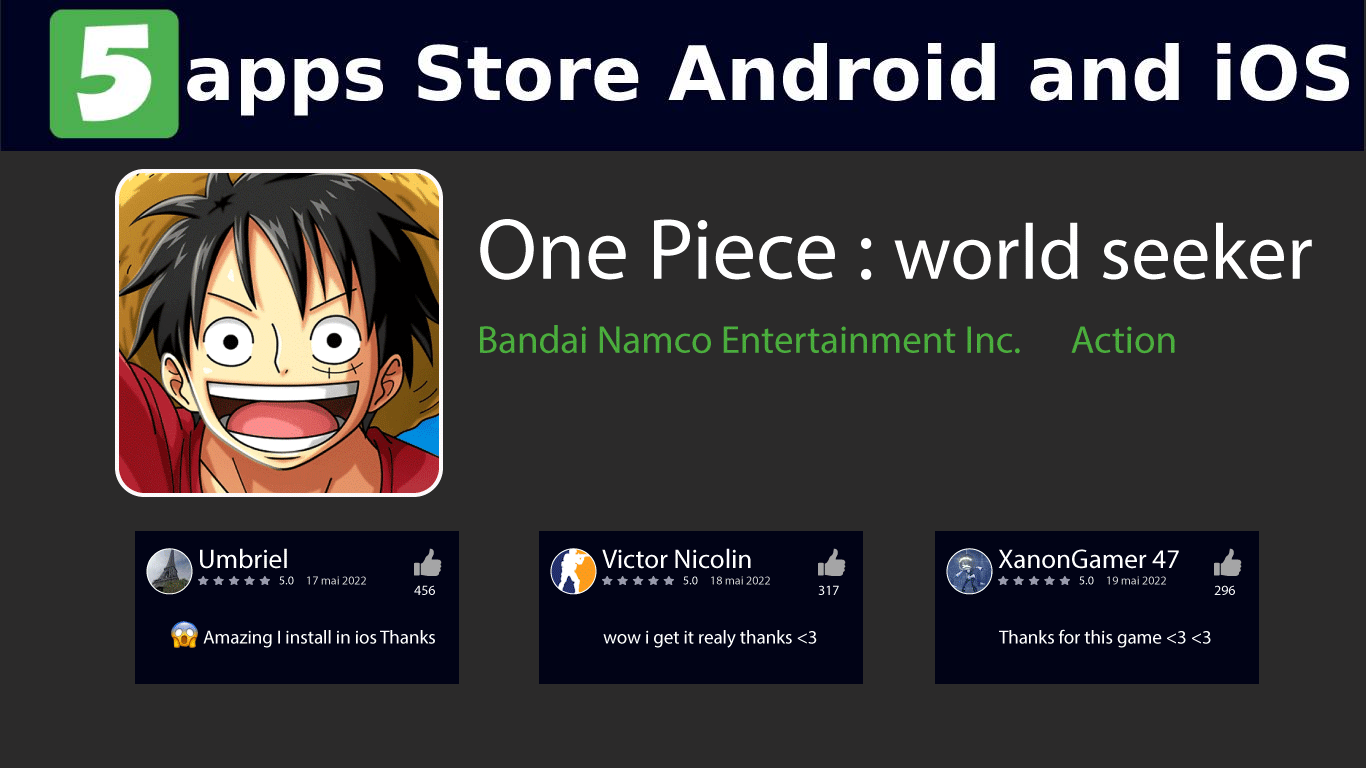 5 apps Store Android and iOS
One Piece : world seeker
Bandai Namco Entertainment Inc. Action
Umbriel
5.0 17 mai 2022
456
😱 Amazing I install in ios Thanks
Victor Nicolin
5.0 18 mai 2022
317
wow i get it realy thanks <3
XanonGamer 47
5.0 19 mai 2022
296
Thanks for this game <3 <3